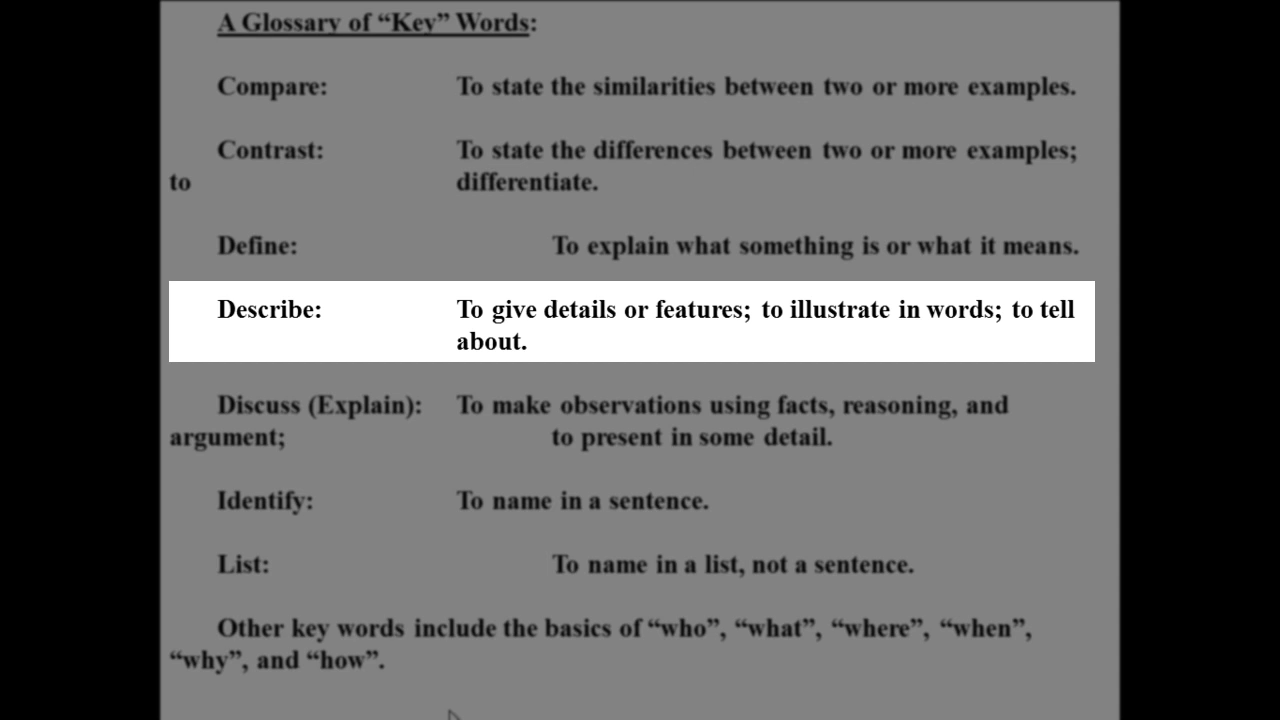 A Glossary of “Key” Words:
Compare: To state the similarities between two or more examples.
Contrast: To state the differences between two or more examples;
to differentiate.
Define: To explain what something is or what it means.
Describe: To give details or features; to illustrate in words; to tell
about.
Discuss (Explain): To make observations using facts, reasoning, and
argument; to present in some detail.
Identify: To name in a sentence.
List: To name in a list, not a sentence.
Other key words include the basics of “who”, “what”, “where”, “when”,
“why”, and “how”.